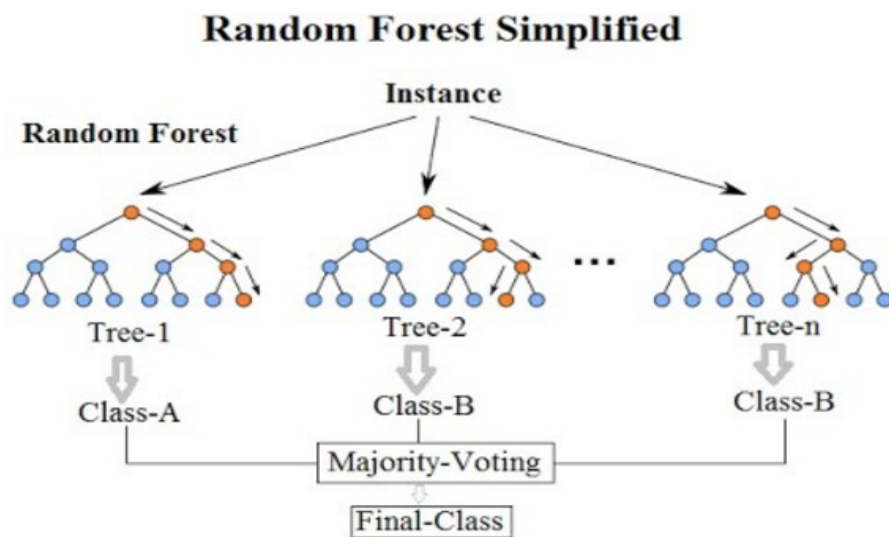 Random Forest Simplified
Instance
Random Forest
...
Tree-1
Tree-2
Tree-n
Class-A
Class-B
Class-B
Majority-Voting
Final-Class